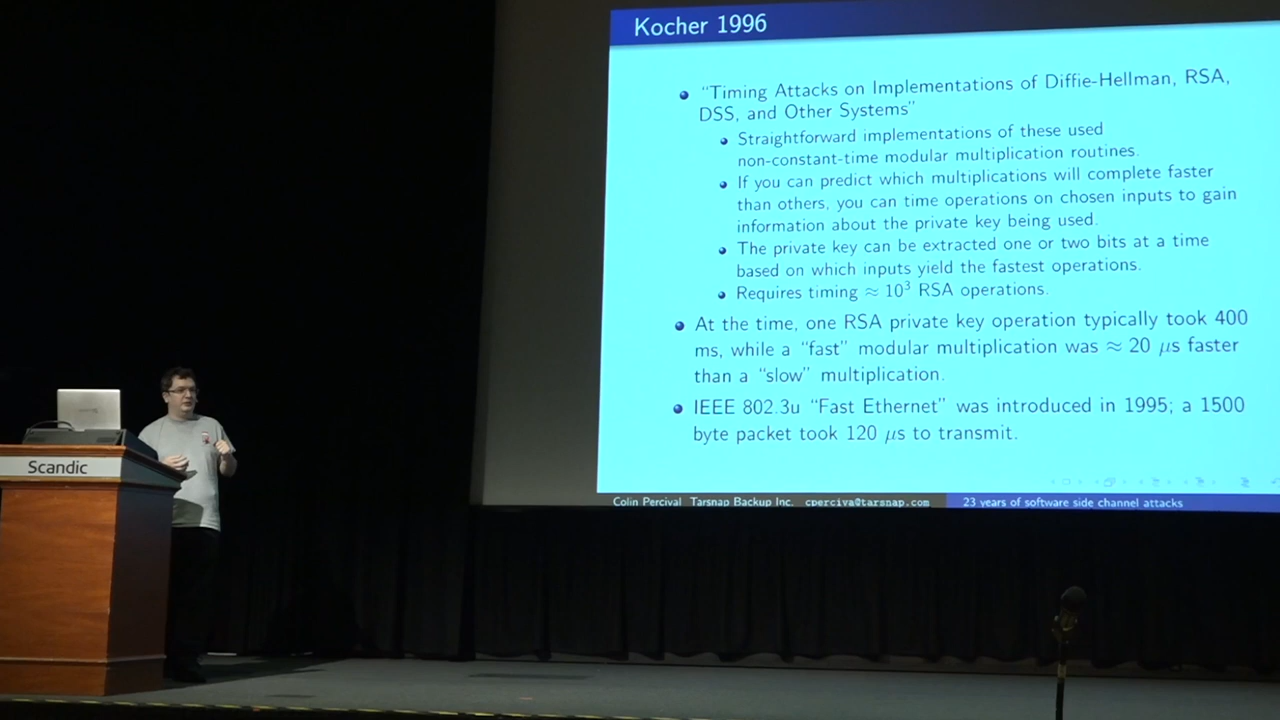 Kocher 1996
“Timing Attacks on Implementations of Diffie-Hellman, RSA,
DSS, and Other Systems”
Straightforward implementations of these used
non-constant-time modular multiplication routines.
If you can predict which multiplications will complete faster
than others, you can time operations on chosen inputs to gain
information about the private key being used.
The private key can be extracted one or two bits at a time
based on which inputs yield the fastest operations.
Requires timing ≈ 10³ RSA operations.
At the time, one RSA private key operation typically took 400
ms, while a “fast” modular multiplication was ≈ 20 μs faster
than a “slow” multiplication.
IEEE 802.3u “Fast Ethernet” was introduced in 1995; a 1500
byte packet took 120 μs to transmit.
Colin Percival Tarsnap Backup Inc. cperciva@tarsnap.com 23 years of software side channel attacks
Scandic